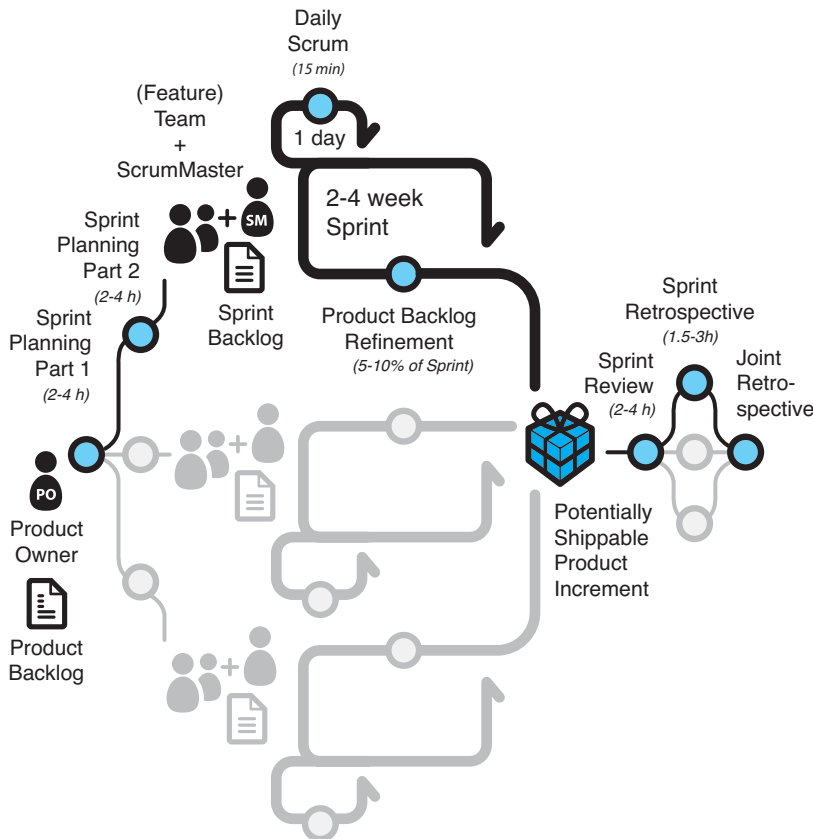 Daily
Scrum
(15 min)
1 day
(Feature)
Team
+
ScrumMaster
+
SM
2-4 week
Sprint
Sprint
Planning
Part 2
(2-4 h)
Sprint
Backlog
Sprint
Planning
Part 1
(2-4 h)
Product Backlog
Refinement
(5-10% of Sprint)
Sprint
Retrospective
(1.5-3h)
Sprint
Review
(2-4 h)
Joint
Retro-
spective
PO
Product
Owner
Product
Backlog
+
+
Potentially
Shippable
Product
Increment